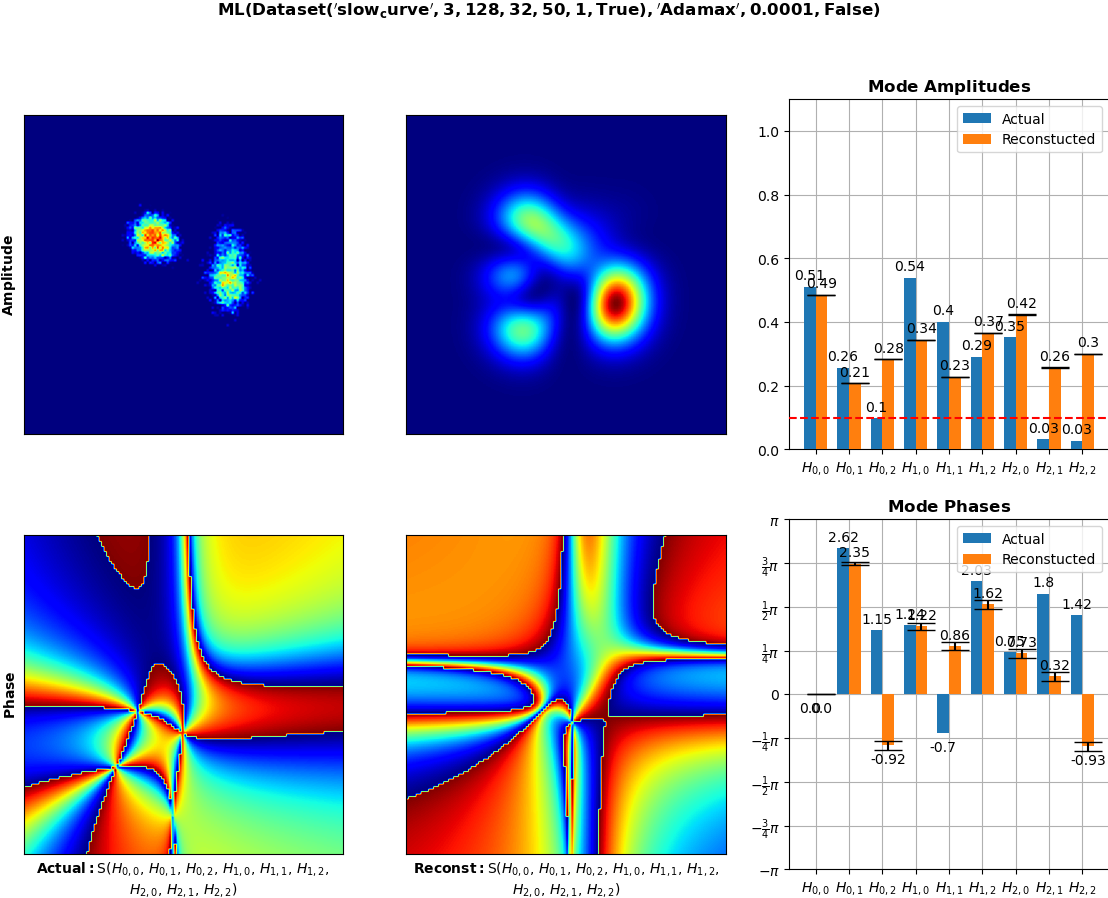 ML(Dataset('slow_curve', 3, 128, 32, 50, 1, True), 'Adamax', 0.0001, False)
Amplitude
Mode Amplitudes
Actual
Reconstucted
1.0
0.8
0.6
0.4
0.2
0.0
0.51 0.49 0.26 0.21 0.1 0.28 0.54 0.34 0.4 0.23 0.29 0.37 0.35 0.42 0.03 0.26 0.03 0.3
H0,0 H0,1 H0,2 H1,0 H1,1 H1,2 H2,0 H2,1 H2,2
Phase
Actual: S(H0,0, H0,1, H0,2, H1,0, H1,1, H1,2,
H2,0, H2,1, H2,2)
Reconst: S(H0,0, H0,1, H0,2, H1,0, H1,1, H1,2,
H2,0, H2,1, H2,2)
Mode Phases
Actual
Reconstucted
π
3/4π
1/2π
1/4π
0
−1/4π
−1/2π
−3/4π
−π
0.0 0.0 2.62 2.35 1.15 -0.92 1.24 1.22 -0.7 0.86 2.03 1.62 0.75 0.73 1.8 0.32 1.42 -0.93
H0,0 H0,1 H0,2 H1,0 H1,1 H1,2 H2,0 H2,1 H2,2